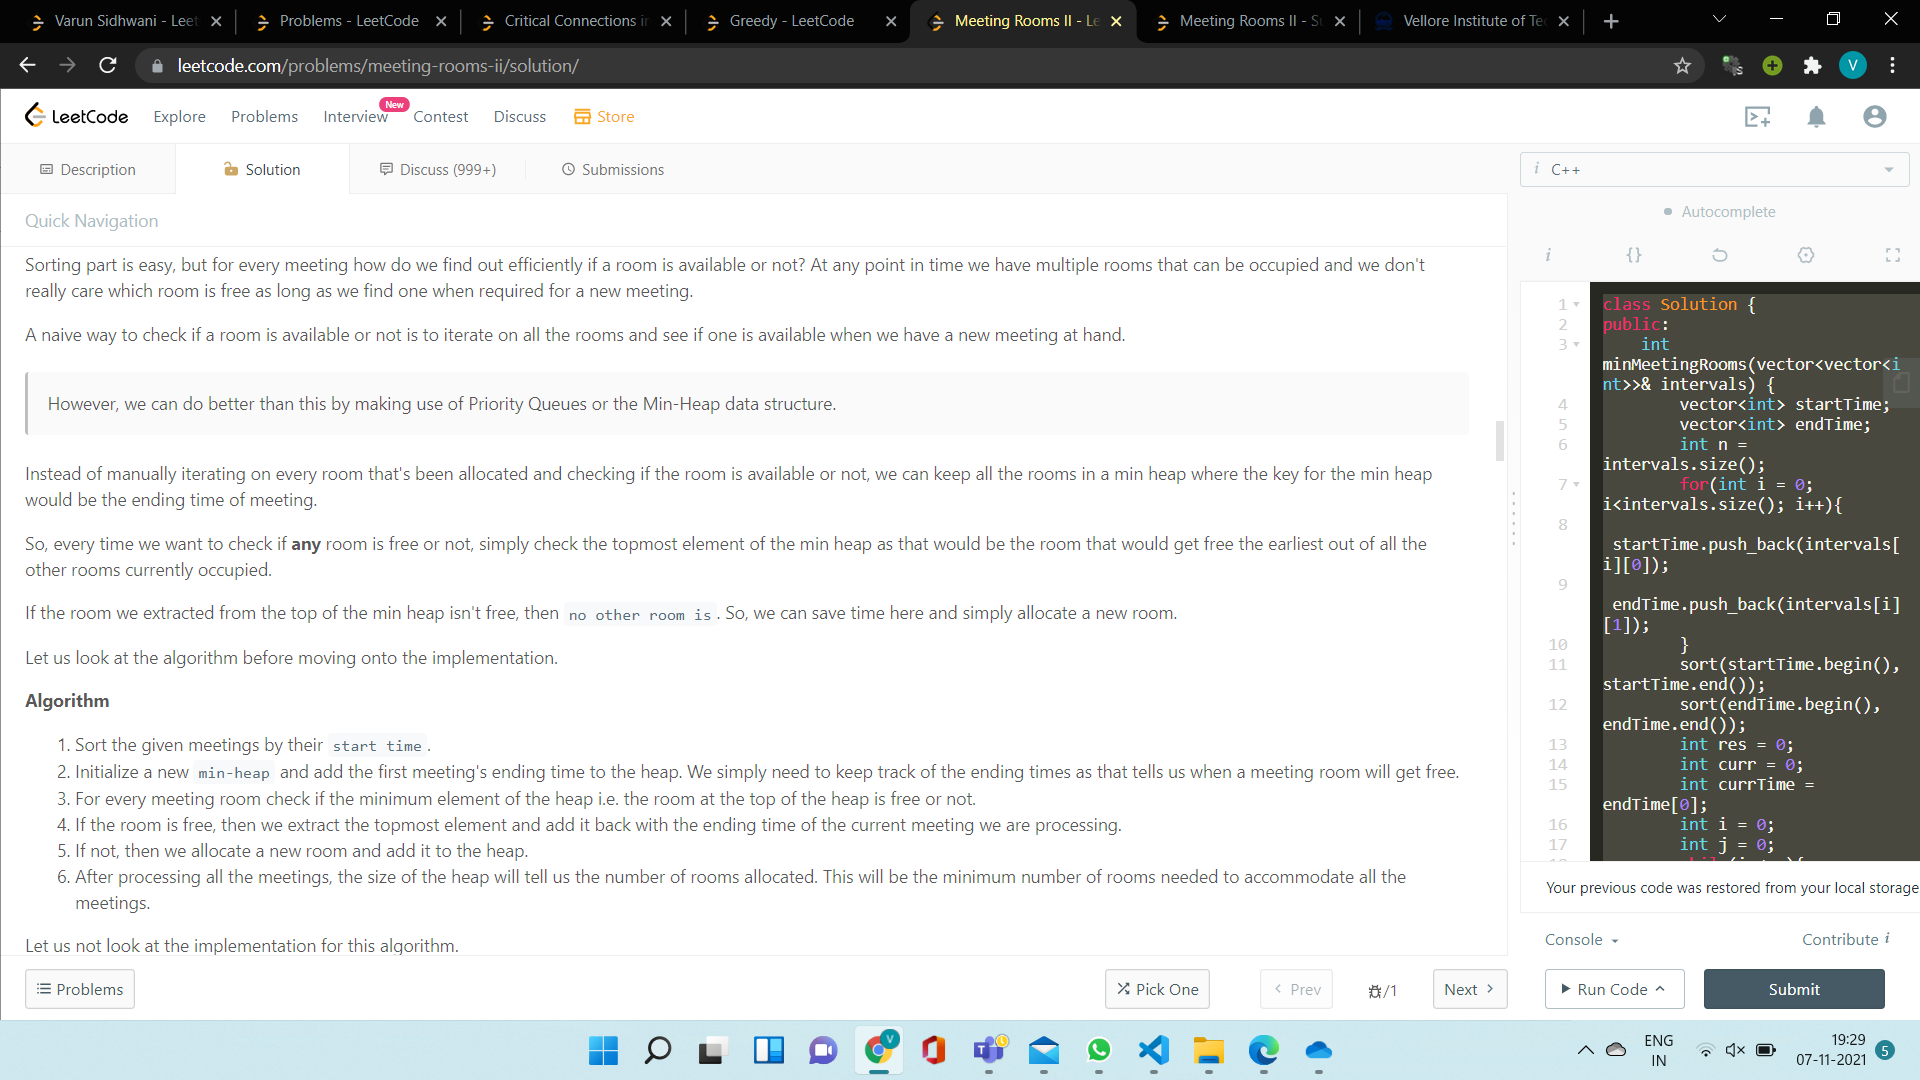 Varun Sidhwani - Leet
Problems - LeetCode
Critical Connections in
Greedy - LeetCode
Meeting Rooms II - Le
Meeting Rooms II - Su
Vellore Institute of Tec
leetcode.com/problems/meeting-rooms-ii/solution/
V
LeetCode
Explore
Problems
Interview
New
Contest
Discuss
Store
Description
Solution
Discuss (999+)
Submissions
i C++
Quick Navigation
Autocomplete
Sorting part is easy, but for every meeting how do we find out efficiently if a room is available or not? At any point in time we have multiple rooms that can be occupied and we don't
really care which room is free as long as we find one when required for a new meeting.
A naive way to check if a room is available or not is to iterate on all the rooms and see if one is available when we have a new meeting at hand.
However, we can do better than this by making use of Priority Queues or the Min-Heap data structure.
Instead of manually iterating on every room that's been allocated and checking if the room is available or not, we can keep all the rooms in a min heap where the key for the min heap
would be the ending time of meeting.
So, every time we want to check if any room is free or not, simply check the topmost element of the min heap as that would be the room that would get free the earliest out of all the
other rooms currently occupied.
If the room we extracted from the top of the min heap isn't free, then no other room is. So, we can save time here and simply allocate a new room.
Let us look at the algorithm before moving onto the implementation.
Algorithm
1. Sort the given meetings by their start time.
2. Initialize a new min-heap and add the first meeting's ending time to the heap. We simply need to keep track of the ending times as that tells us when a meeting room will get free.
3. For every meeting room check if the minimum element of the heap i.e. the room at the top of the heap is free or not.
4. If the room is free, then we extract the topmost element and add it back with the ending time of the current meeting we are processing.
5. If not, then we allocate a new room and add it to the heap.
6. After processing all the meetings, the size of the heap will tell us the number of rooms allocated. This will be the minimum number of rooms needed to accommodate all the
meetings.
Let us not look at the implementation for this algorithm.
i {}
1 class Solution {
2 public:
3 int
minMeetingRooms(vector<vector<i
nt>>& intervals) {
4 vector<int> startTime;
5 vector<int> endTime;
6 int n =
intervals.size();
7 for(int i = 0;
i<intervals.size(); i++){
8
startTime.push_back(intervals[
i][0]);
9
endTime.push_back(intervals[i]
[1]);
10 }
11 sort(startTime.begin(),
startTime.end());
12 sort(endTime.begin(),
endTime.end());
13 int res = 0;
14 int curr = 0;
15 int currTime =
endTime[0];
16 int i = 0;
17 int j = 0;
Your previous code was restored from your local storage
Console
Contribute i
Problems
Pick One
Prev
/1
Next
Run Code
Submit
V
ENG
IN
19:29
07-11-2021
5